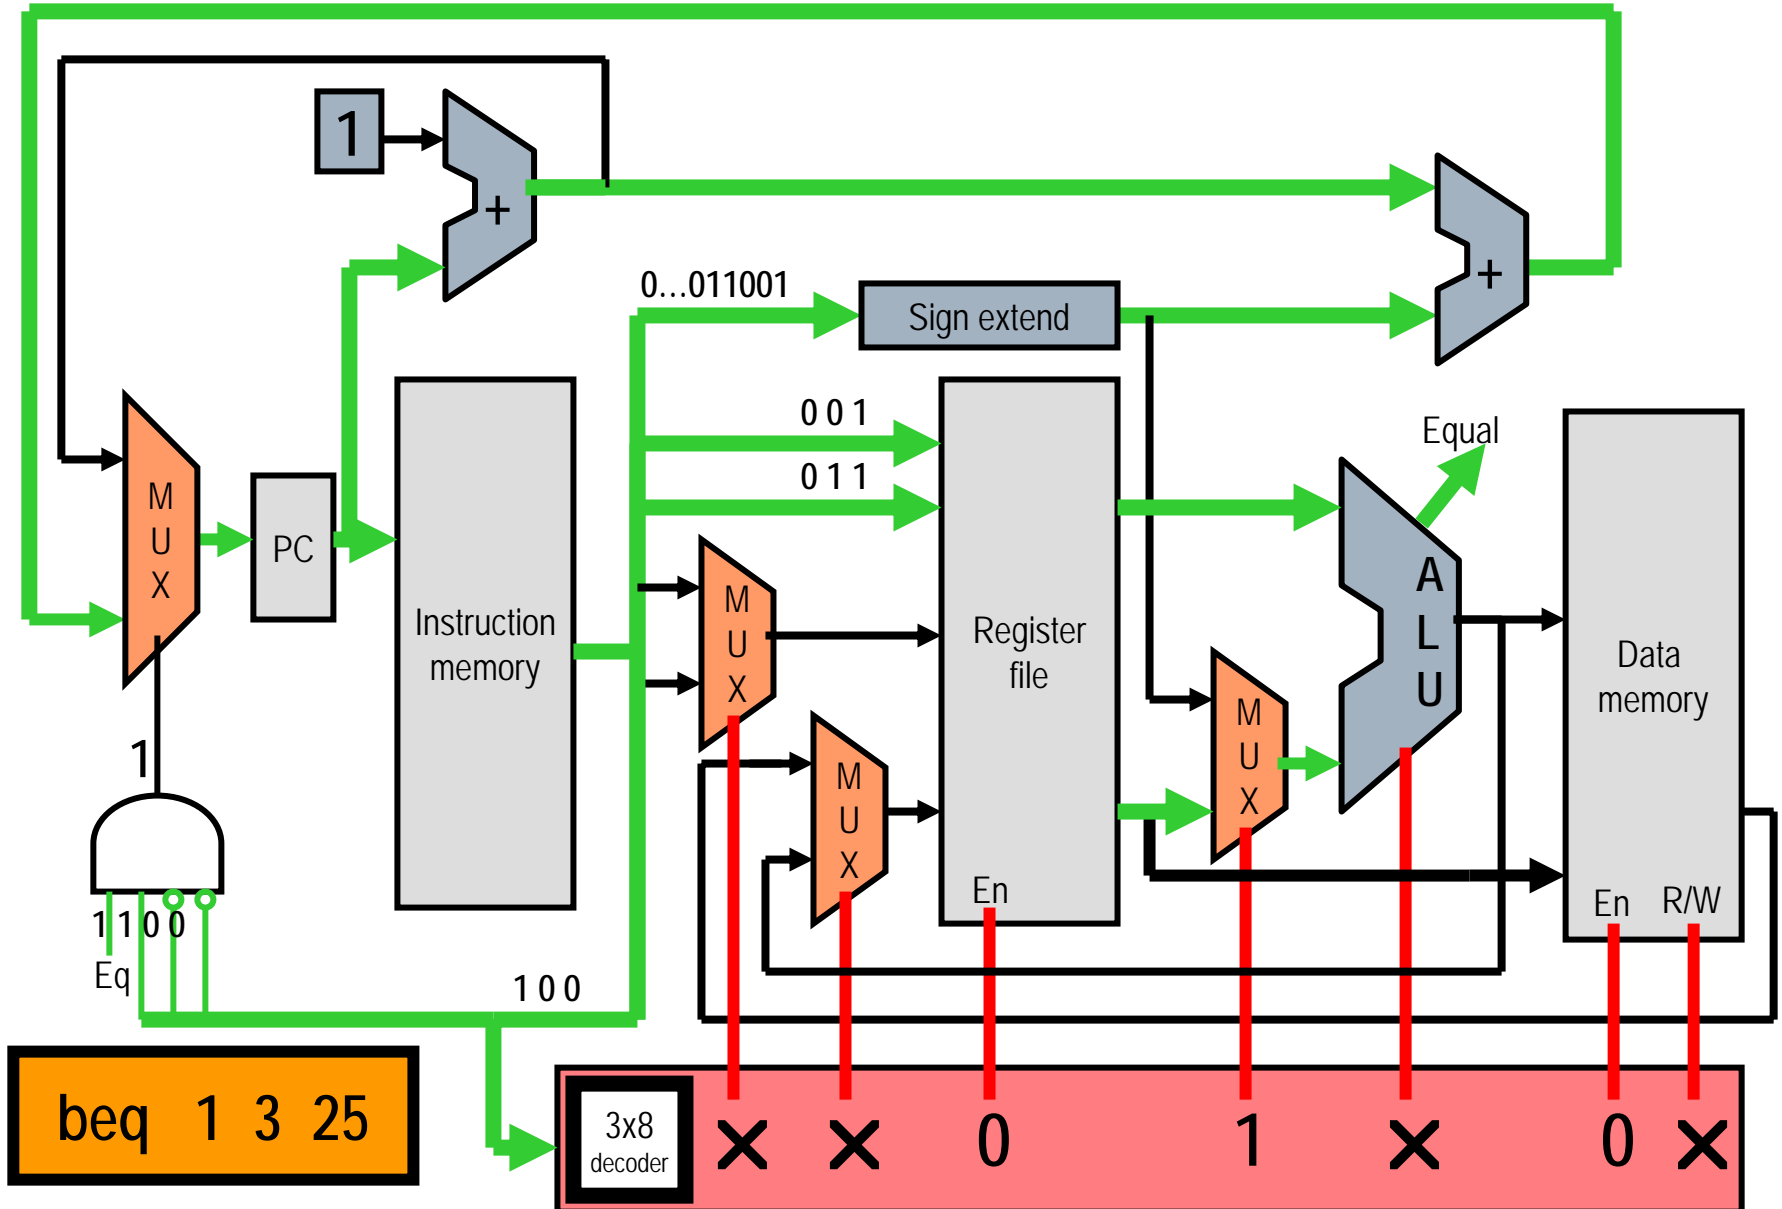 1
+
+
0...011001
Sign extend
0 0 1
0 1 1
Equal
M
U
X
PC
Instruction
memory
M
U
X
Register
file
En
M
U
X
M
U
X
A
L
U
Data
memory
En
R/W
1
1 1 0 0
Eq
1 0 0
beq 1 3 25
3x8
decoder
X X 0 1 X 0 X